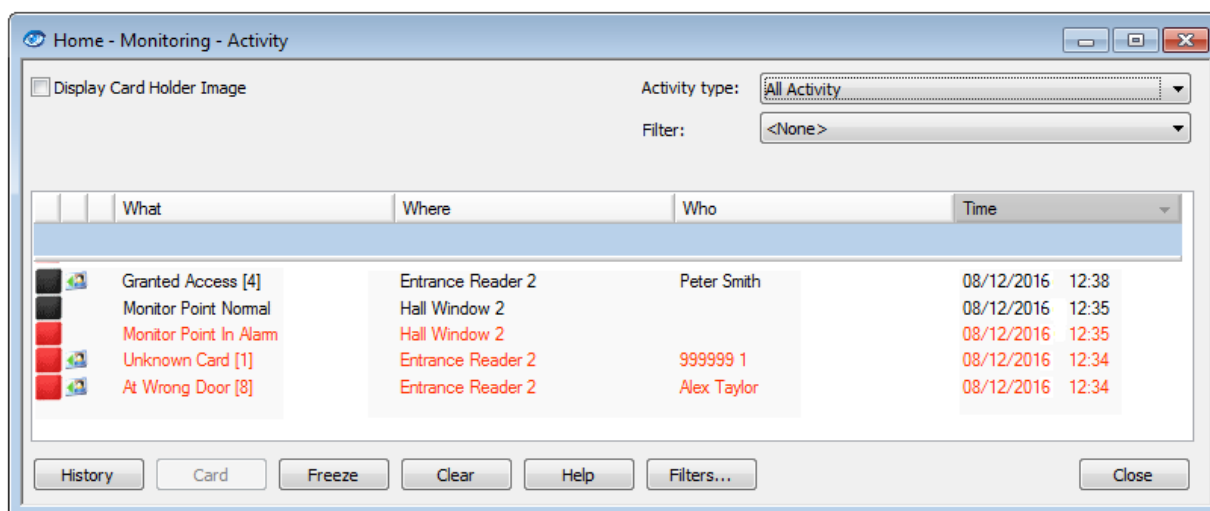 Home - Monitoring - Activity
Display Card Holder Image
Activity type: All Activity
Filter: <None>
What Where Who Time
Granted Access [4] Entrance Reader 2 Peter Smith 08/12/2016 12:38
Monitor Point Normal Hall Window 2 08/12/2016 12:35
Monitor Point In Alarm Hall Window 2 08/12/2016 12:35
Unknown Card [1] Entrance Reader 2 999999 1 08/12/2016 12:34
At Wrong Door [8] Entrance Reader 2 Alex Taylor 08/12/2016 12:34
History Card Freeze Clear Help Filters... Close